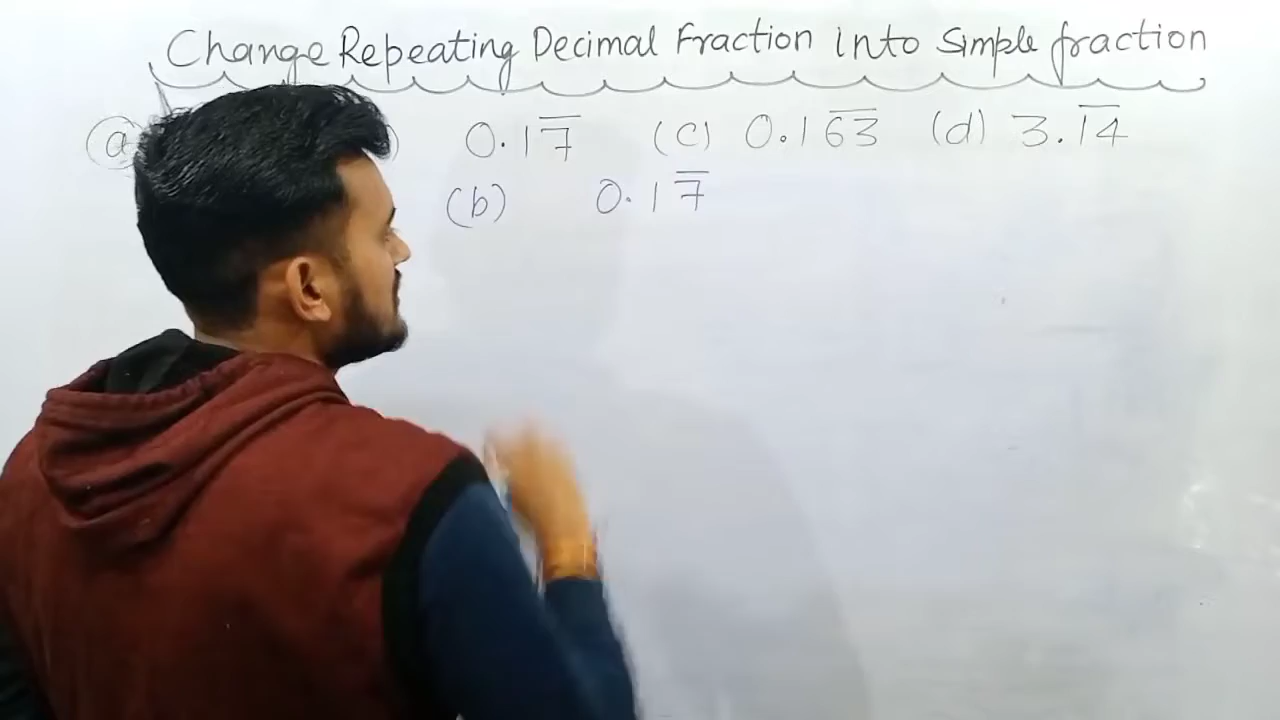 Change Repeating Decimal Fraction into Simple fraction
(a) 0.17̅ (c) 0.16̅3̅ (d) 3.1̅4̅
(b) 0.17̅